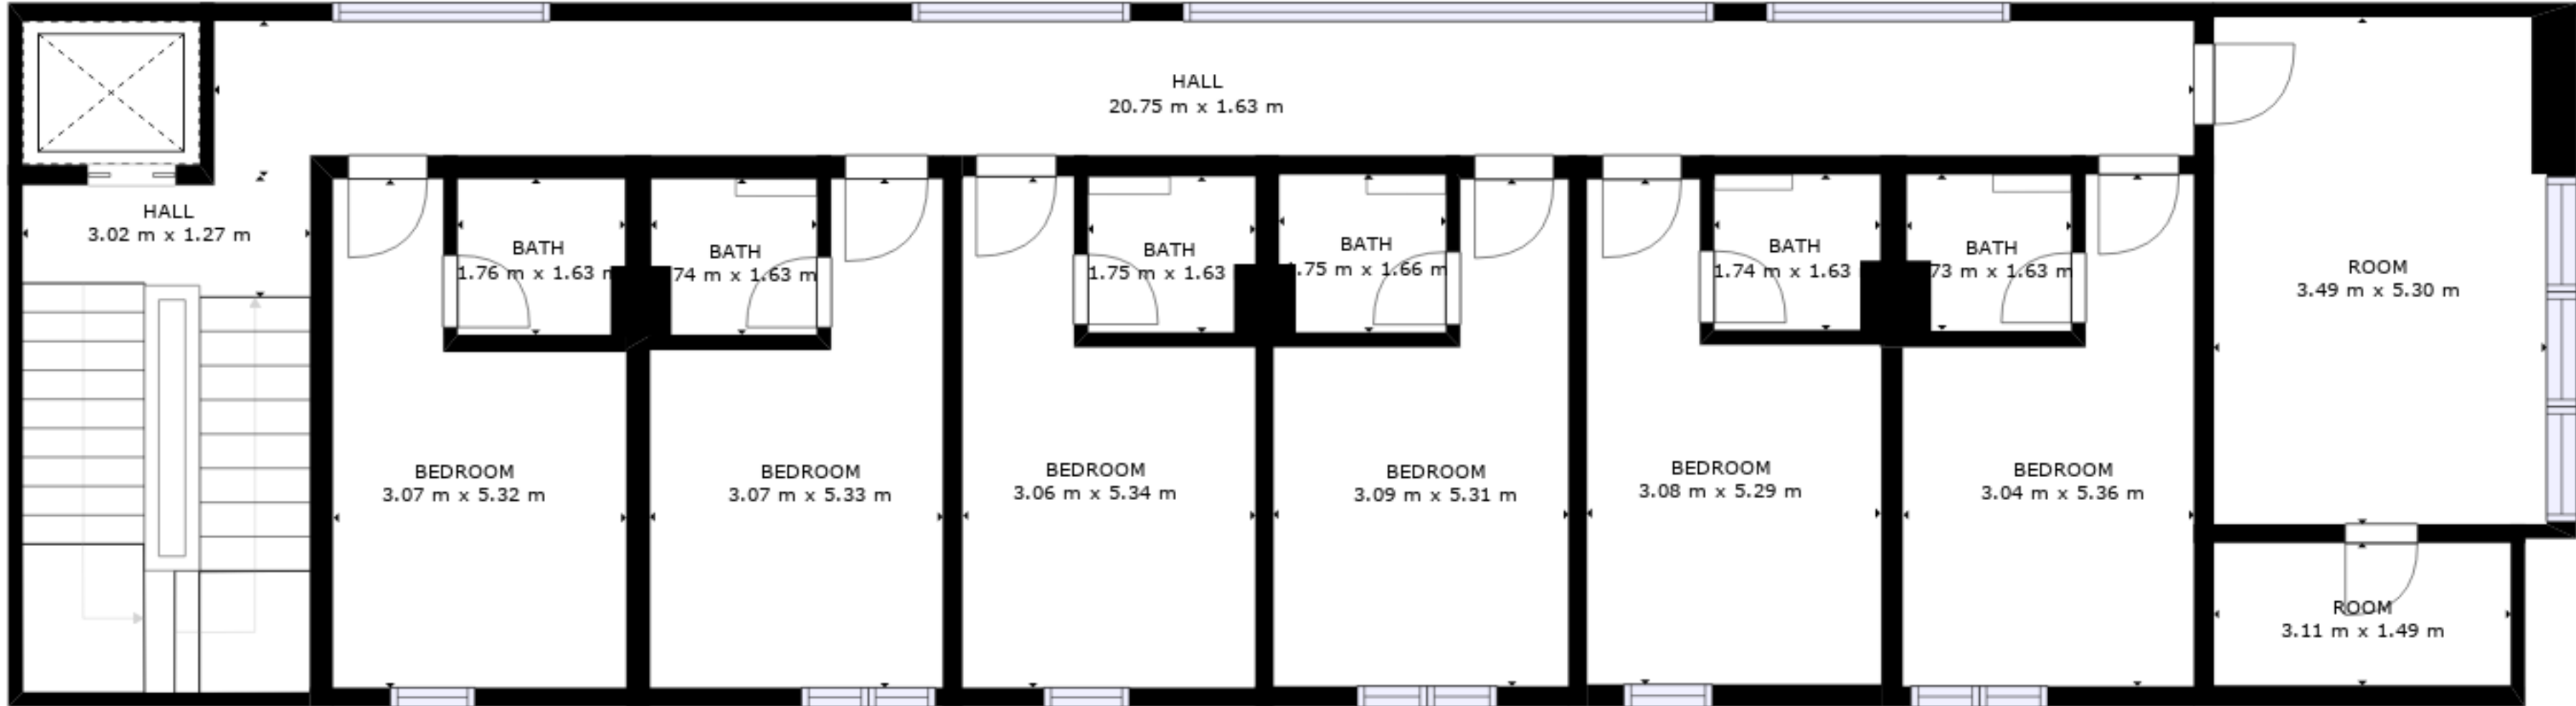 HALL
20.75 m x 1.63 m
HALL
3.02 m x 1.27 m
BATH
1.76 m x 1.63
BATH
74 m x 1.63 m
BATH
1.75 m x 1.63
BATH
.75 m x 1.66 m
BATH
1.74 m x 1.63
BATH
73 m x 1.63 m
ROOM
3.49 m x 5.30 m
BEDROOM
3.07 m x 5.32 m
BEDROOM
3.07 m x 5.33 m
BEDROOM
3.06 m x 5.34 m
BEDROOM
3.09 m x 5.31 m
BEDROOM
3.08 m x 5.29 m
BEDROOM
3.04 m x 5.36 m
ROOM
3.11 m x 1.49 m